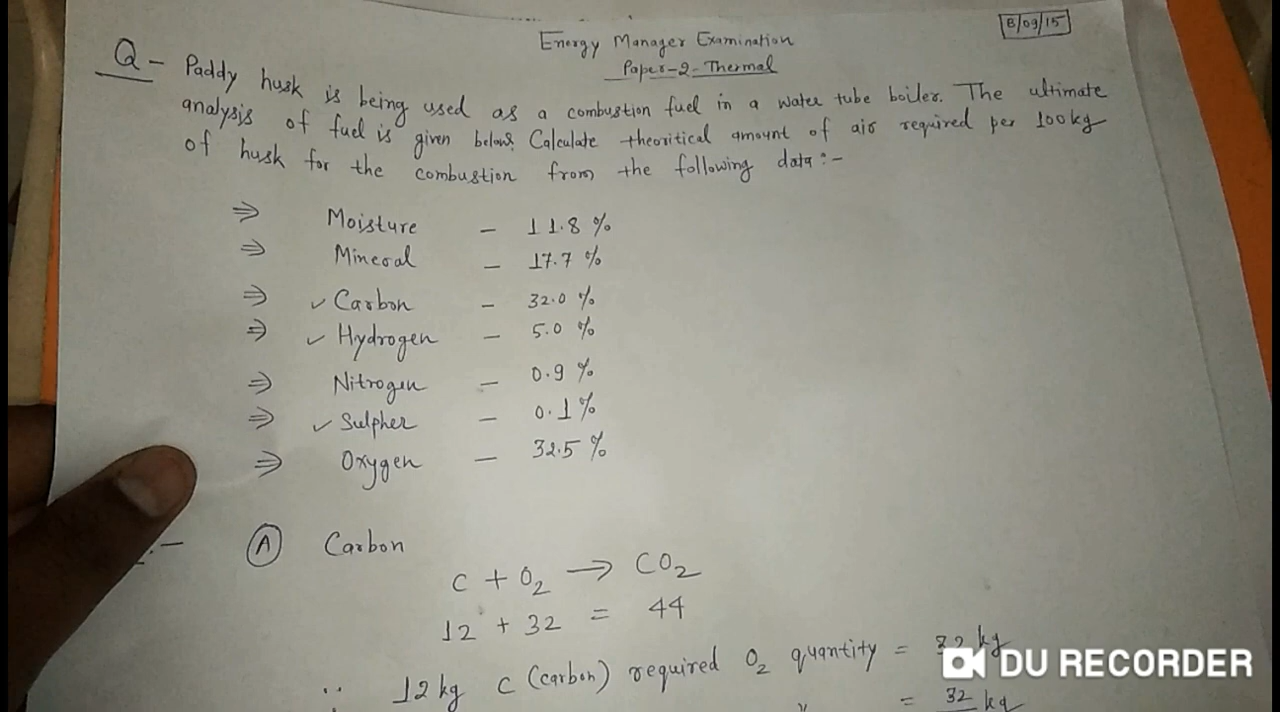 B/09/15
Energy Manager Examination
Paper-2-Thermal
Q - Paddy husk is being used as a combustion fuel in a water tube boiler. The ultimate
analysis of fuel is given below. Calculate theoritical amount of air required per 100kg
of husk for the combustion from the following data :-
⇒ Moisture - 11.8 %
⇒ Mineral - 17.7 %
⇒ ✓ Carbon - 32.0 %
⇒ ✓ Hydrogen - 5.0 %
⇒ Nitrogen - 0.9 %
⇒ ✓ Sulpher - 0.1 %
⇒ Oxygen - 32.5 %
:- Ⓐ Carbon
C + O₂ → CO₂
12 + 32 = 44
∵ 12 kg C (carbon) required O₂ quantity = 32 kg
= 32 kg
DU RECORDER